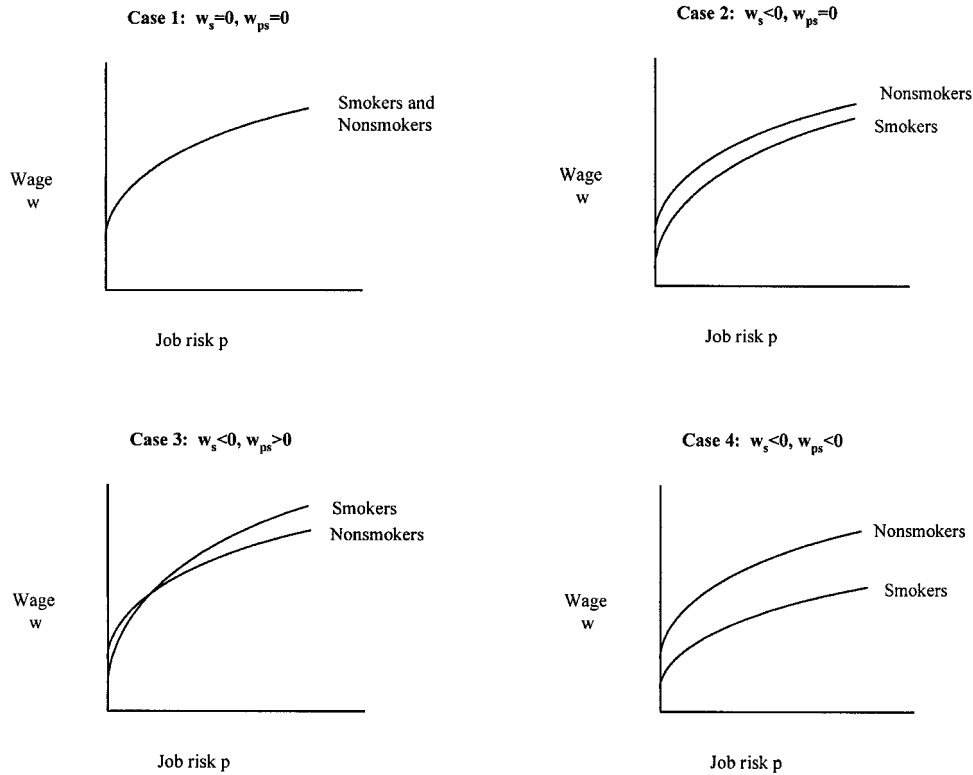 Case 1: ws=0, wps=0
Smokers and
Nonsmokers
Wage
w
Job risk p
Case 2: ws<0, wps=0
Nonsmokers
Smokers
Wage
w
Job risk p
Case 3: ws<0, wps>0
Smokers
Nonsmokers
Wage
w
Job risk p
Case 4: ws<0, wps<0
Nonsmokers
Smokers
Wage
w
Job risk p